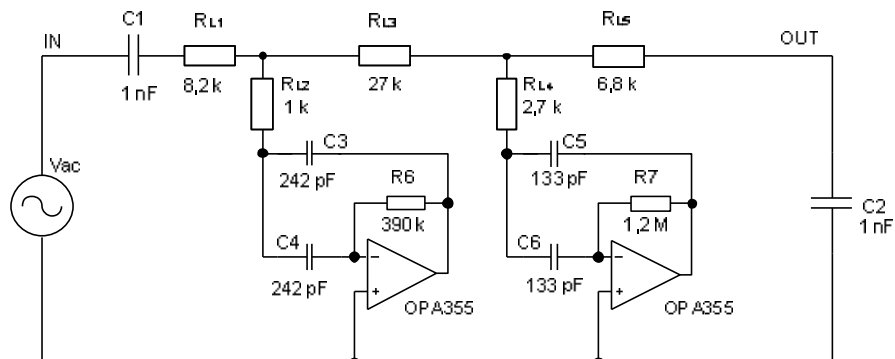 C1
RL1
RL3
RL5
IN
OUT
1 nF
8,2 k
27 k
6,8 k
RL2
1 k
RL4
2,7 k
C3
C5
242 pF
133 pF
Vac
R6
R7
390 k
1,2 M
C4
C6
C2
1 nF
242 pF
133 pF
−
+
−
+
OPA355
OPA355